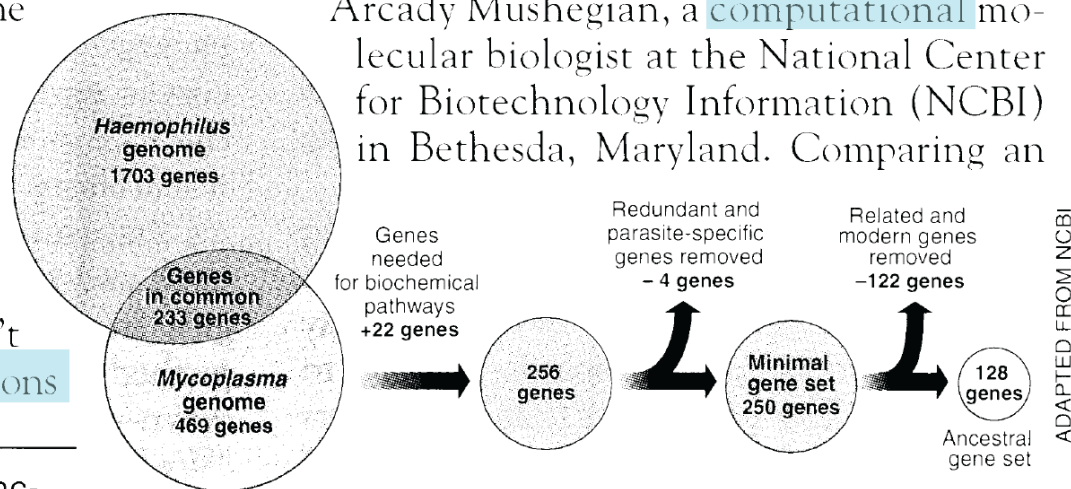 Arcady Mushegian, a computational mo-
lecular biologist at the National Center
for Biotechnology Information (NCBI)
in Bethesda, Maryland. Comparing an
Haemophilus
genome
1703 genes
Genes
in common
233 genes
Mycoplasma
genome
469 genes
Genes
needed
for biochemical
pathways
+22 genes
256
genes
Redundant and
parasite-specific
genes removed
– 4 genes
Minimal
gene set
250 genes
Related and
modern genes
removed
–122 genes
128
genes
Ancestral
gene set
ADAPTED FROM NCBI